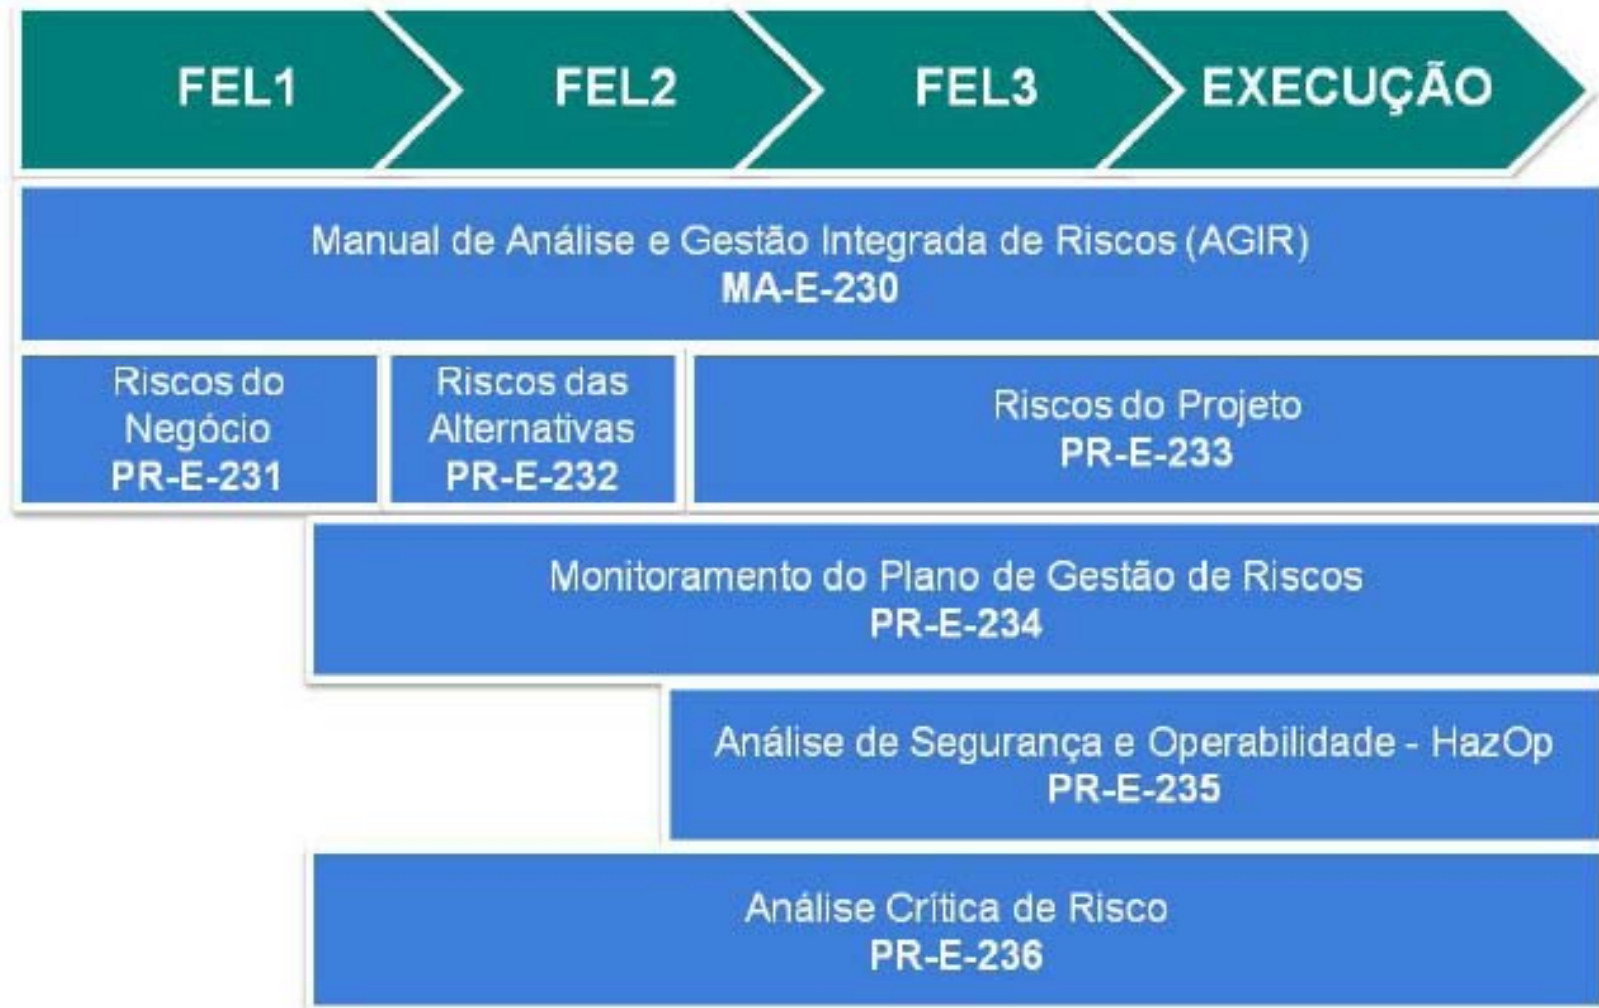 FEL1
FEL2
FEL3
EXECUÇÃO
Manual de Análise e Gestão Integrada de Riscos (AGIR)
MA-E-230
Riscos do
Negócio
PR-E-231
Riscos das
Alternativas
PR-E-232
Riscos do Projeto
PR-E-233
Monitoramento do Plano de Gestão de Riscos
PR-E-234
Análise de Segurança e Operabilidade - HazOp
PR-E-235
Análise Crítica de Risco
PR-E-236